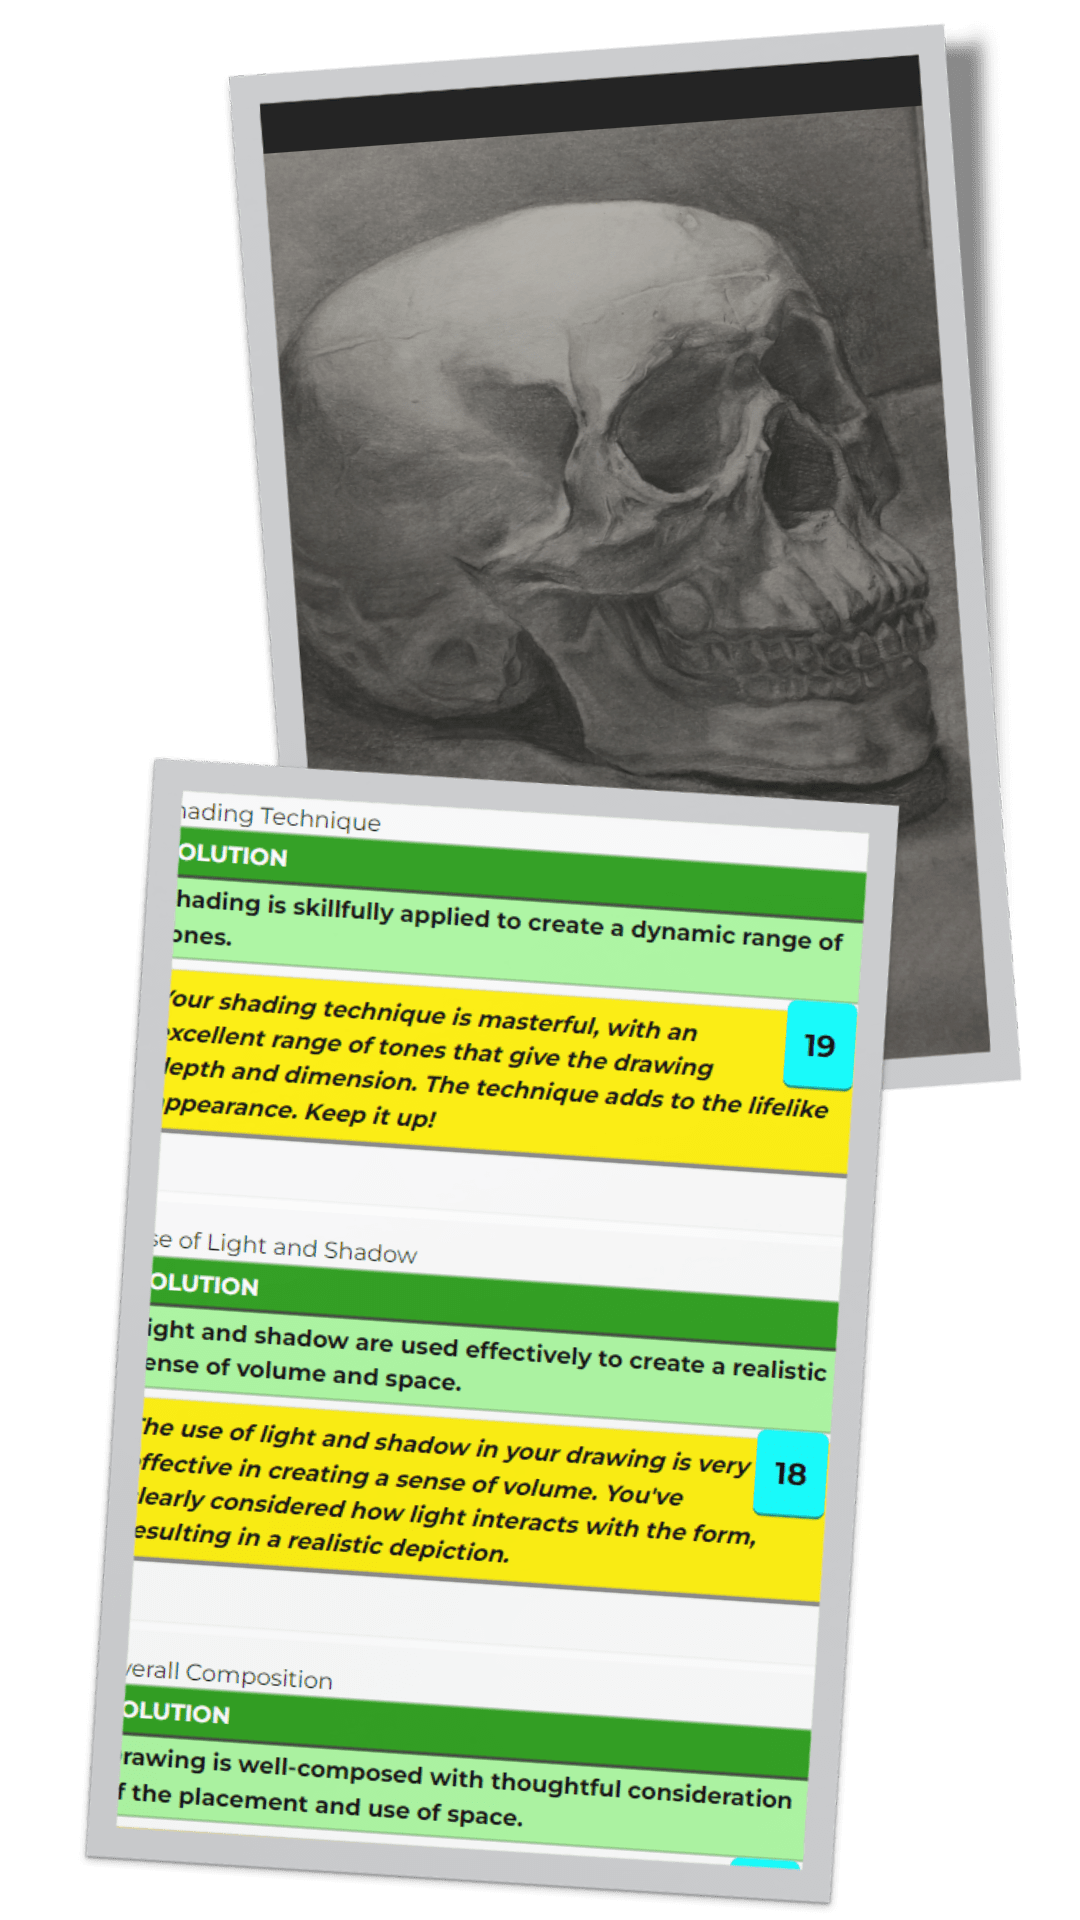 hading Technique
OLUTION
hading is skillfully applied to create a dynamic range of
ones.
Your shading technique is masterful, with an
excellent range of tones that give the drawing
depth and dimension. The technique adds to the lifelike
appearance. Keep it up!
19
se of Light and Shadow
OLUTION
ight and shadow are used effectively to create a realistic
ense of volume and space.
The use of light and shadow in your drawing is very
effective in creating a sense of volume. You've
clearly considered how light interacts with the form,
resulting in a realistic depiction.
18
verall Composition
OLUTION
rawing is well-composed with thoughtful consideration
f the placement and use of space.